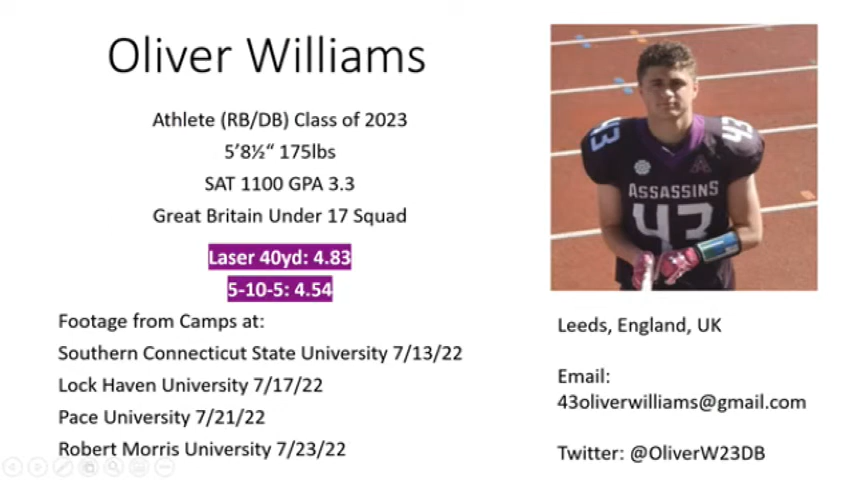 Oliver Williams
Athlete (RB/DB) Class of 2023
5’8½“ 175lbs
SAT 1100 GPA 3.3
Great Britain Under 17 Squad
Laser 40yd: 4.83
5-10-5: 4.54
Footage from Camps at:
Southern Connecticut State University 7/13/22
Lock Haven University 7/17/22
Pace University 7/21/22
Robert Morris University 7/23/22
43
43
A
ASSASSINS
43
Leeds, England, UK
Email:
43oliverwilliams@gmail.com
Twitter: @OliverW23DB